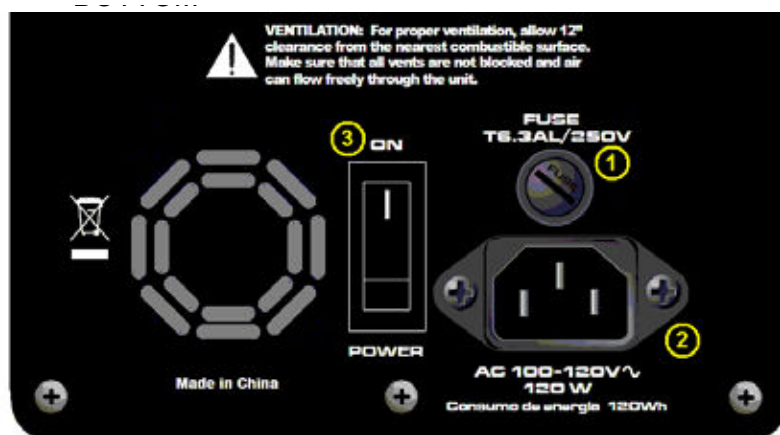 VENTILATION: For proper ventilation, allow 12"
clearance from the nearest combustible surface.
Make sure that all vents are not blocked and air
can flow freely through the unit.
FUSE
T6.3AL/250V
1
3
ON
FUSE
2
POWER
Made in China
AC 100-120V∿
120 W
Consumo de energia 120Wh